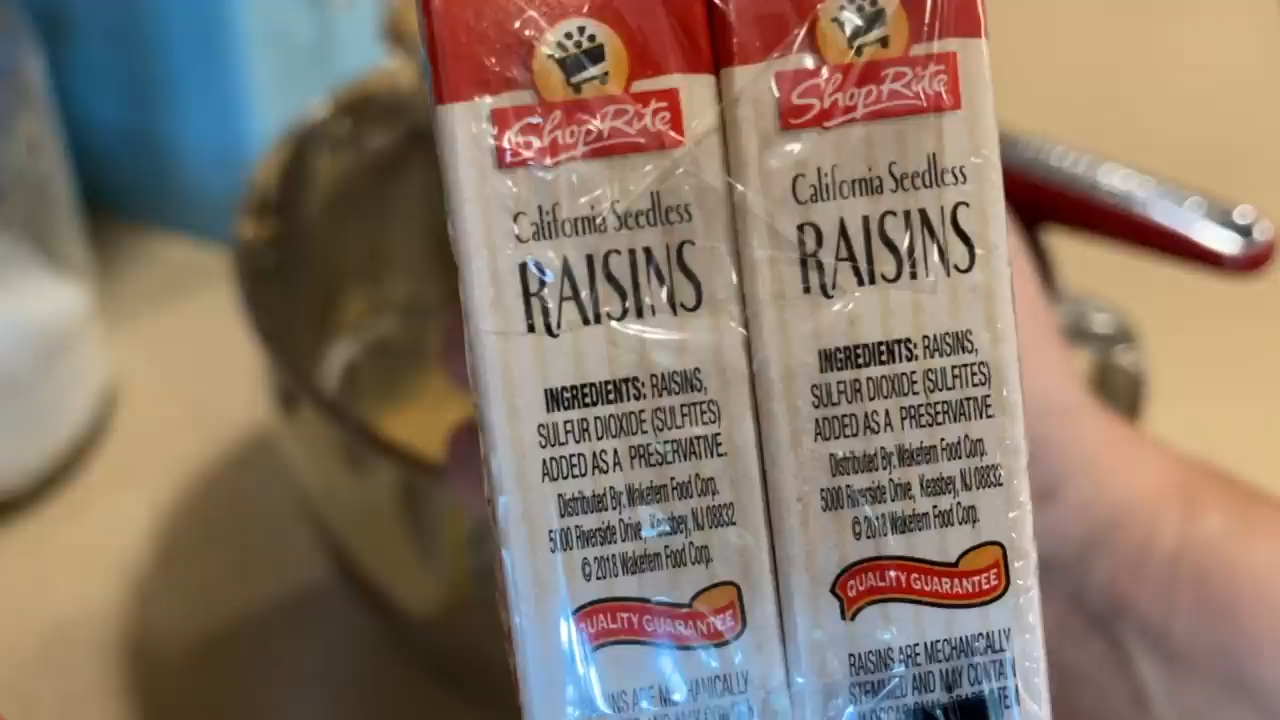 ShopRite
California Seedless
RAISINS
INGREDIENTS: RAISINS,
SULFUR DIOXIDE (SULFITES)
ADDED AS A PRESERVATIVE.
Distributed By: Wakefern Food Corp.
5000 Riverside Drive, Keasbey, NJ 08832
© 2018 Wakefern Food Corp.
QUALITY GUARANTEE
ShopRite
California Seedless
RAISINS
INGREDIENTS: RAISINS,
SULFUR DIOXIDE (SULFITES)
ADDED AS A PRESERVATIVE.
Distributed By: Wakefern Food Corp.
5000 Riverside Drive, Keasbey, NJ 08832
© 2018 Wakefern Food Corp.
QUALITY GUARANTEE
RAISINS ARE MECHANICALLY
STEMMED AND MAY CONTAIN